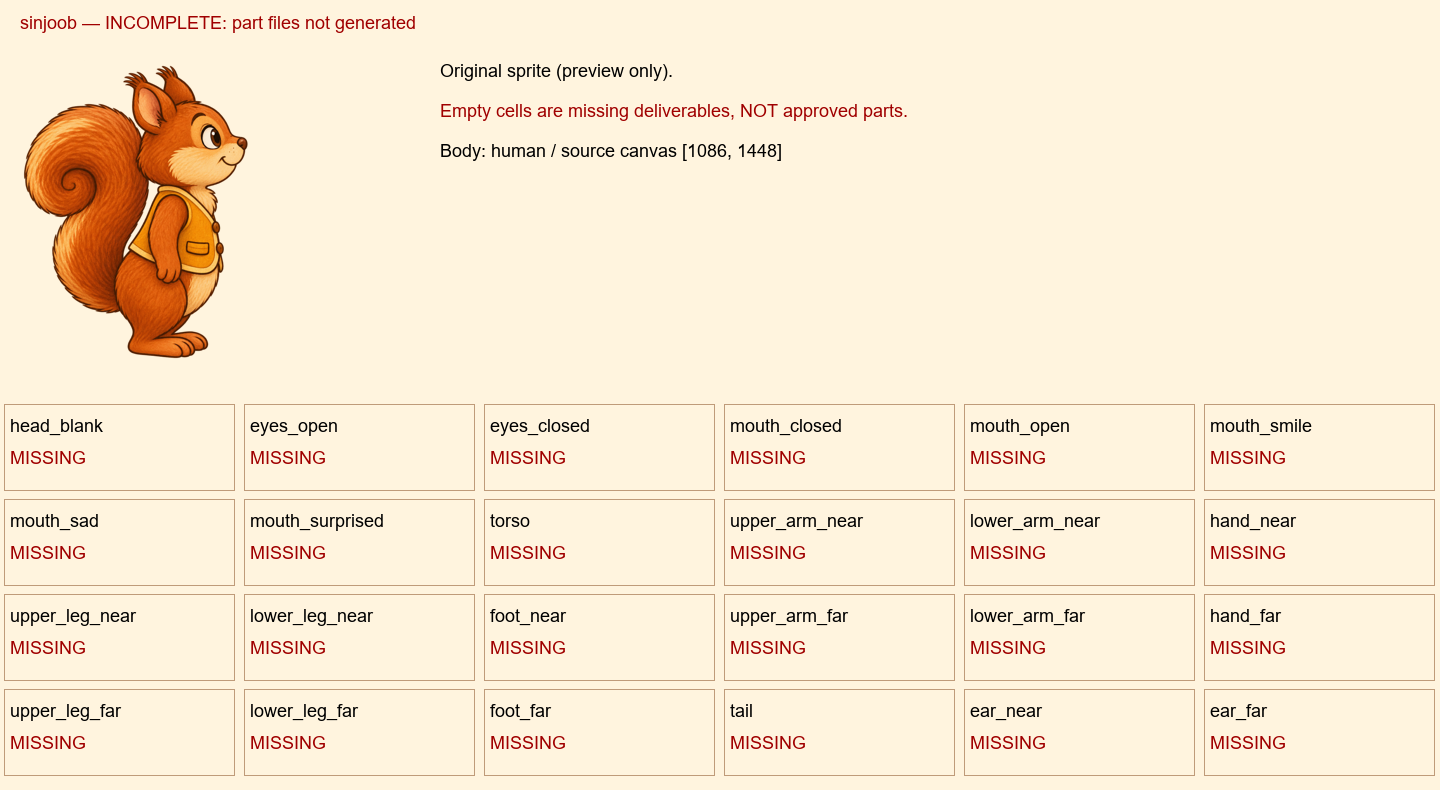 sinjoob — INCOMPLETE: part files not generated
Original sprite (preview only).
Empty cells are missing deliverables, NOT approved parts.
Body: human / source canvas [1086, 1448]
head_blank
MISSING
eyes_open
MISSING
eyes_closed
MISSING
mouth_closed
MISSING
mouth_open
MISSING
mouth_smile
MISSING
mouth_sad
MISSING
mouth_surprised
MISSING
torso
MISSING
upper_arm_near
MISSING
lower_arm_near
MISSING
hand_near
MISSING
upper_leg_near
MISSING
lower_leg_near
MISSING
foot_near
MISSING
upper_arm_far
MISSING
lower_arm_far
MISSING
hand_far
MISSING
upper_leg_far
MISSING
lower_leg_far
MISSING
foot_far
MISSING
tail
MISSING
ear_near
MISSING
ear_far
MISSING